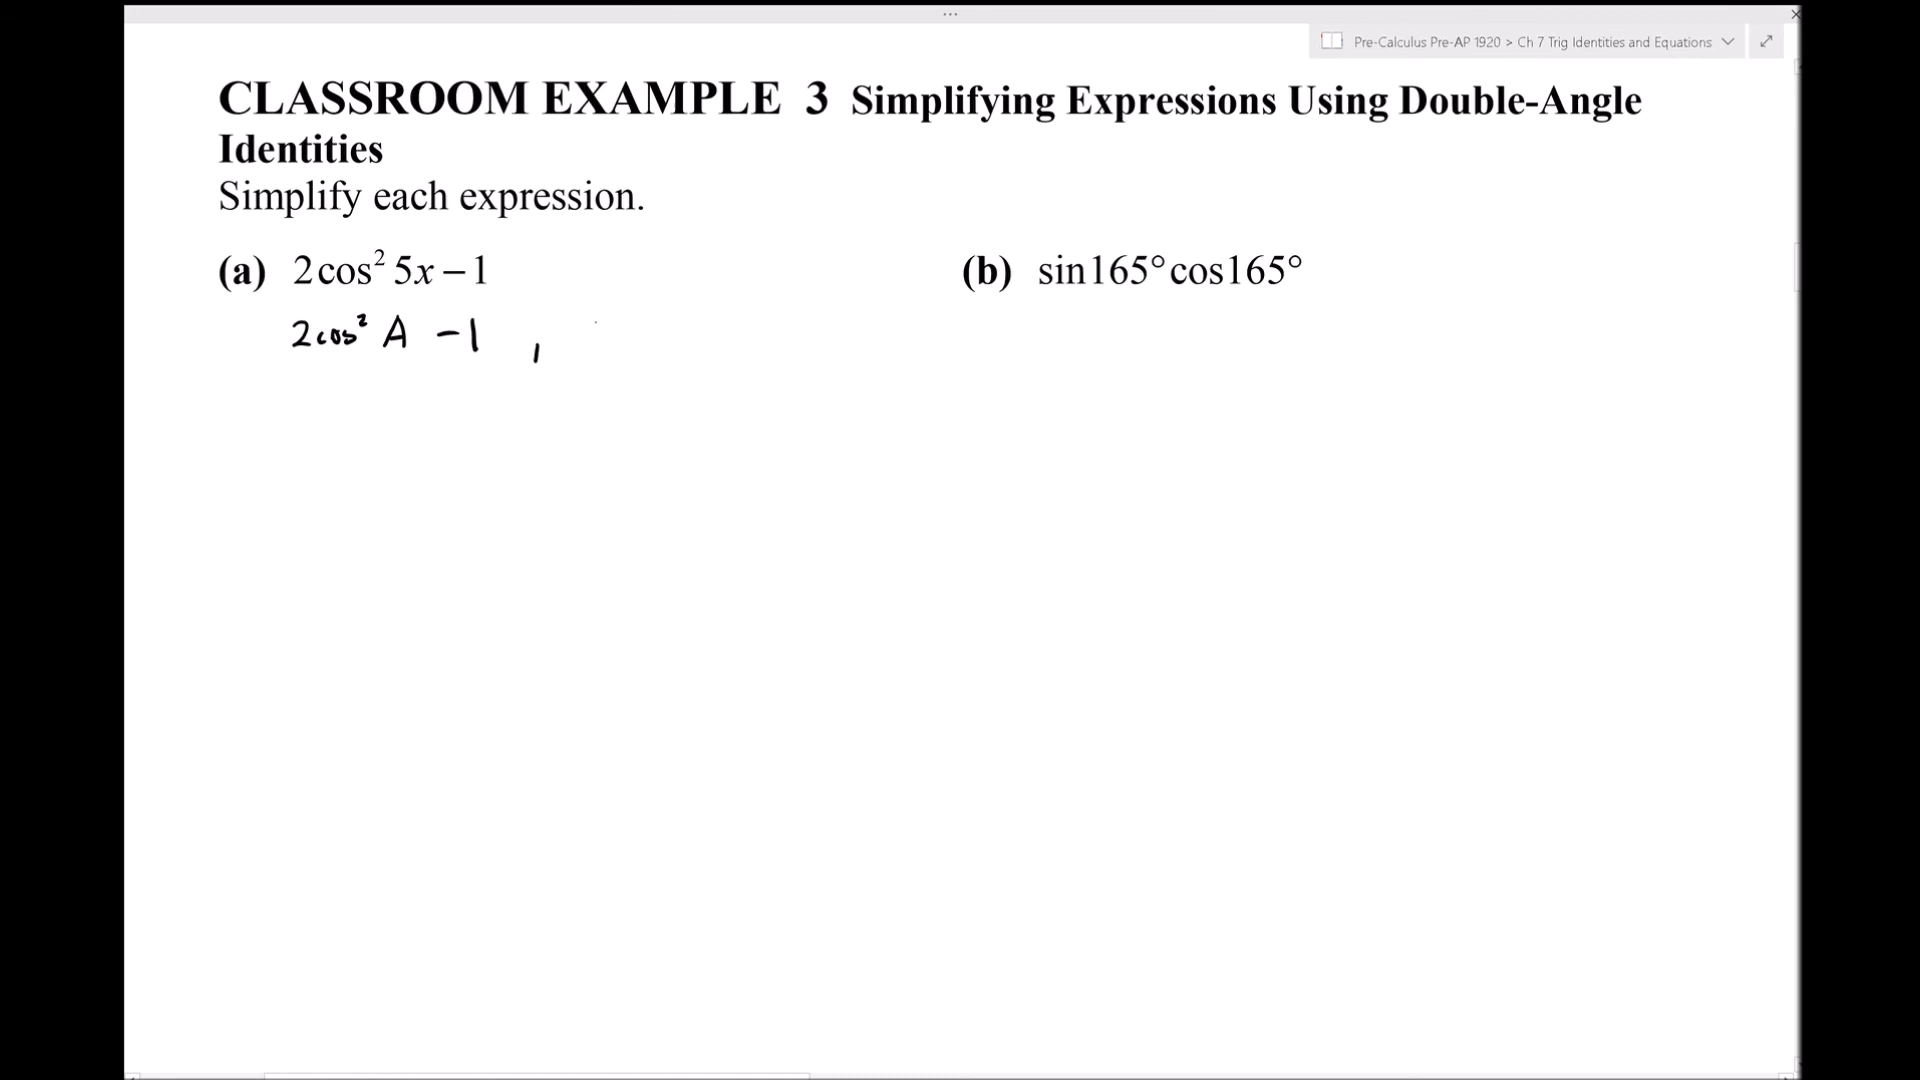 Pre-Calculus Pre-AP 1920 > Ch 7 Trig Identities and Equations
CLASSROOM EXAMPLE 3 Simplifying Expressions Using Double-Angle
Identities
Simplify each expression.
(a) 2cos² 5x − 1
(b) sin165°cos165°
2cos² A − 1 ,